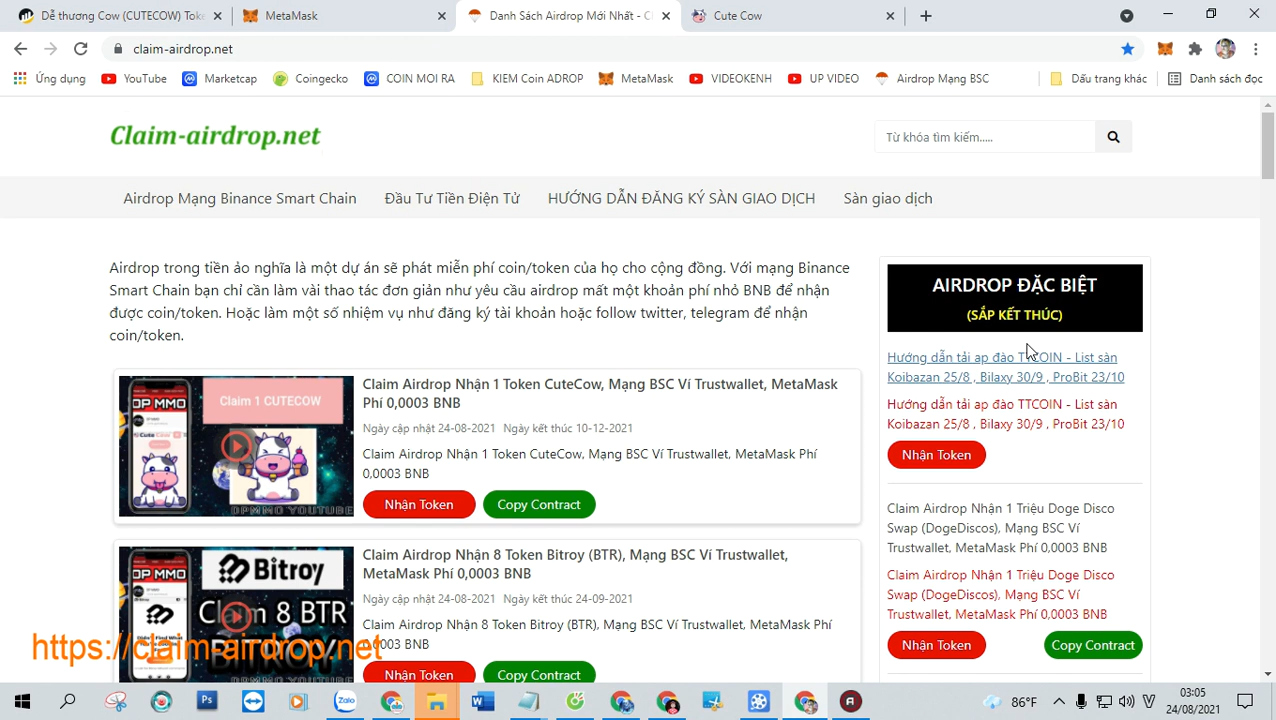 Dễ thương Cow (CUTECOW) Toke
MetaMask
Danh Sách Airdrop Mới Nhất - C
Cute Cow
claim-airdrop.net
Ứng dụng
YouTube
Marketcap
Coingecko
COIN MOI RA
KIEM Coin ADROP
MetaMask
VIDEOKENH
UP VIDEO
Airdrop Mạng BSC
Dấu trang khác
Danh sách đọc
Claim-airdrop.net
Từ khóa tìm kiếm.....
Airdrop Mạng Binance Smart Chain
Đầu Tư Tiền Điện Tử
HƯỚNG DẪN ĐĂNG KÝ SÀN GIAO DỊCH
Sàn giao dịch
Airdrop trong tiền ảo nghĩa là một dự án sẽ phát miễn phí coin/token của họ cho cộng đồng. Với mạng Binance
Smart Chain bạn chỉ cần làm vài thao tác đơn giản như yêu cầu airdrop mất một khoản phí nhỏ BNB để nhận
được coin/token. Hoặc làm một số nhiệm vụ như đăng ký tài khoản hoặc follow twitter, telegram để nhận
coin/token.
DP MMO
Cute Cow
Claim 1 CUTECOW
DPMMO YOUTUBE
Claim Airdrop Nhận 1 Token CuteCow, Mạng BSC Ví Trustwallet, MetaMask
Phí 0,0003 BNB
Ngày cập nhật 24-08-2021 Ngày kết thúc 10-12-2021
Claim Airdrop Nhận 1 Token CuteCow, Mạng BSC Ví Trustwallet, MetaMask Phí
0,0003 BNB
Nhận Token
Copy Contract
DP MMO
Bitroy
Claim 8 BTR
Claim Airdrop Nhận 8 Token Bitroy (BTR), Mạng BSC Ví Trustwallet,
MetaMask Phí 0,0003 BNB
Ngày cập nhật 24-08-2021 Ngày kết thúc 24-09-2021
Claim Airdrop Nhận 8 Token Bitroy (BTR), Mạng BSC Ví Trustwallet, MetaMask Phí
0,0003 BNB
Nhận Token
Copy Contract
https://claim-airdrop.net
AIRDROP ĐẶC BIỆT
(SẮP KẾT THÚC)
Hướng dẫn tải ap đào TTCOIN - List sàn
Koibazan 25/8 , Bilaxy 30/9 , ProBit 23/10
Hướng dẫn tải ap đào TTCOIN - List sàn
Koibazan 25/8 , Bilaxy 30/9 , ProBit 23/10
Nhận Token
Claim Airdrop Nhận 1 Triệu Doge Disco
Swap (DogeDiscos), Mạng BSC Ví
Trustwallet, MetaMask Phí 0,0003 BNB
Claim Airdrop Nhận 1 Triệu Doge Disco
Swap (DogeDiscos), Mạng BSC Ví
Trustwallet, MetaMask Phí 0,0003 BNB
Nhận Token
Copy Contract
Ps
Zalo
86°F
03:05
24/08/2021